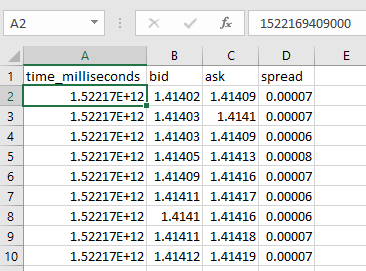 A2 1522169409000
A B C D E
1 time_milliseconds bid ask spread
2 1.52217E+12 1.41402 1.41409 0.00007
3 1.52217E+12 1.41403 1.4141 0.00007
4 1.52217E+12 1.41403 1.41409 0.00006
5 1.52217E+12 1.41405 1.41413 0.00008
6 1.52217E+12 1.41409 1.41416 0.00007
7 1.52217E+12 1.41411 1.41417 0.00006
8 1.52217E+12 1.4141 1.41416 0.00006
9 1.52217E+12 1.41411 1.41418 0.00007
10 1.52217E+12 1.41412 1.41419 0.00007